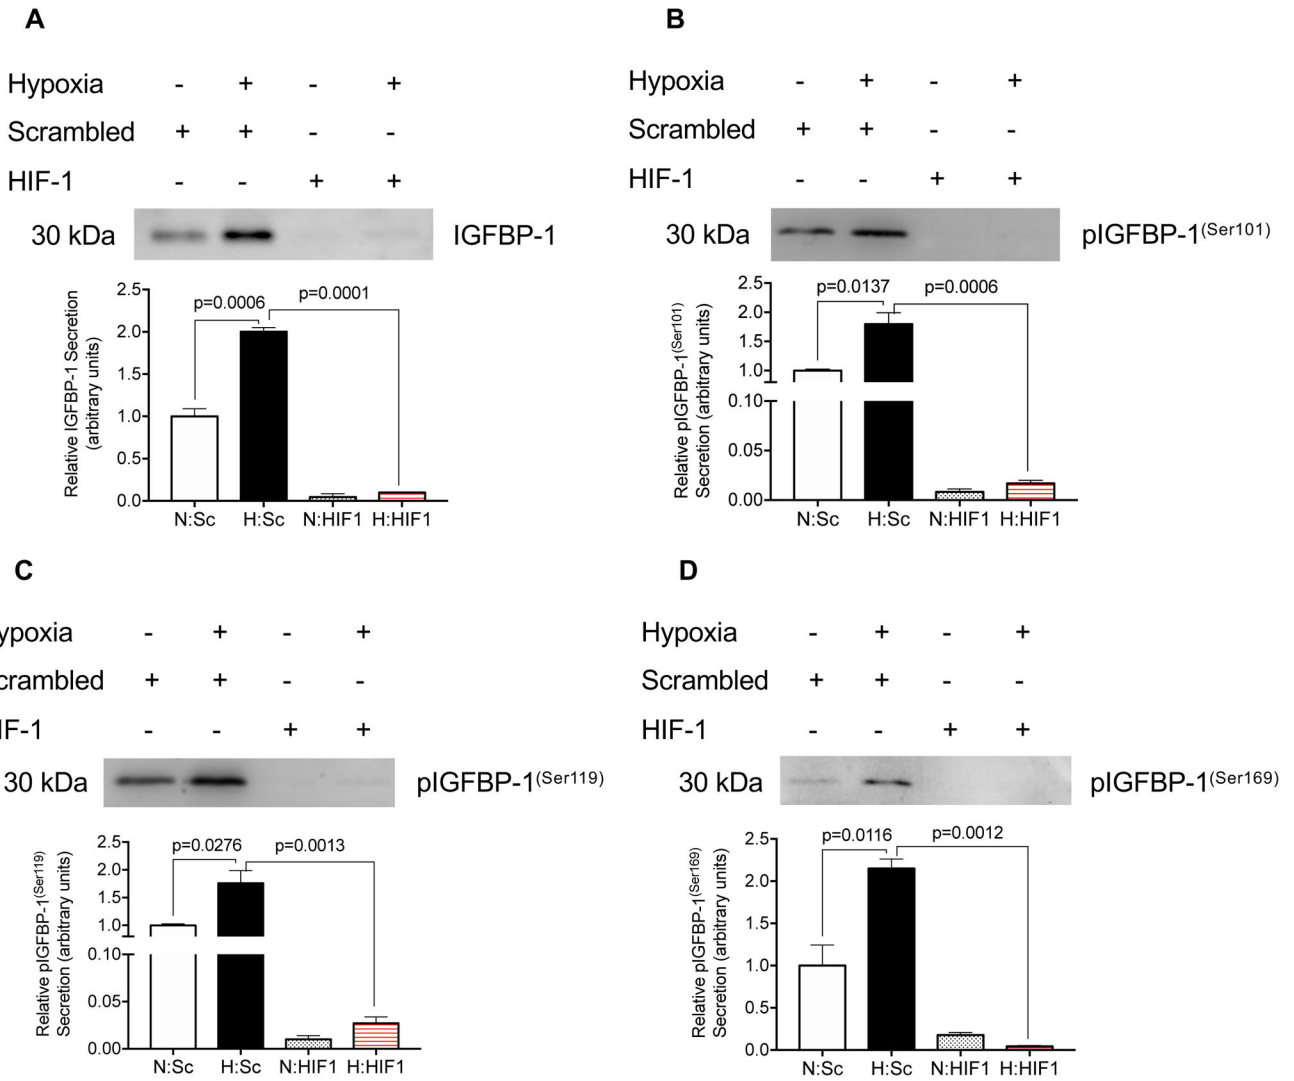 A
Hypoxia - + - +
Scrambled + + - -
HIF-1 - - + +
30 kDa IGFBP-1
Relative IGFBP-1 Secretion
(arbitrary units)
2.5
2.0
1.5
1.0
0.5
0.0
p=0.0006 p=0.0001
N:Sc H:Sc N:HIF1 H:HIF1
B
Hypoxia - + - +
Scrambled + + - -
HIF-1 - - + +
30 kDa pIGFBP-1(Ser101)
Relative pIGFBP-1(Ser101)
Secretion (arbitrary units)
2.5
2.0
1.5
1.0
0.10
0.05
0.00
p=0.0137 p=0.0006
N:Sc H:Sc N:HIF1 H:HIF1
C
ypoxia - + - +
crambled + + - -
IF-1 - - + +
30 kDa pIGFBP-1(Ser119)
Relative pIGFBP-1(Ser119)
Secretion (arbitrary units)
2.5
2.0
1.5
1.0
0.10
0.05
0.00
p=0.0276 p=0.0013
N:Sc H:Sc N:HIF1 H:HIF1
D
Hypoxia - + - +
Scrambled + + - -
HIF-1 - - + +
30 kDa pIGFBP-1(Ser169)
Relative pIGFBP-1(Ser169)
Secretion (arbitrary units)
2.5
2.0
1.5
1.0
0.5
0.0
p=0.0116 p=0.0012
N:Sc H:Sc N:HIF1 H:HIF1